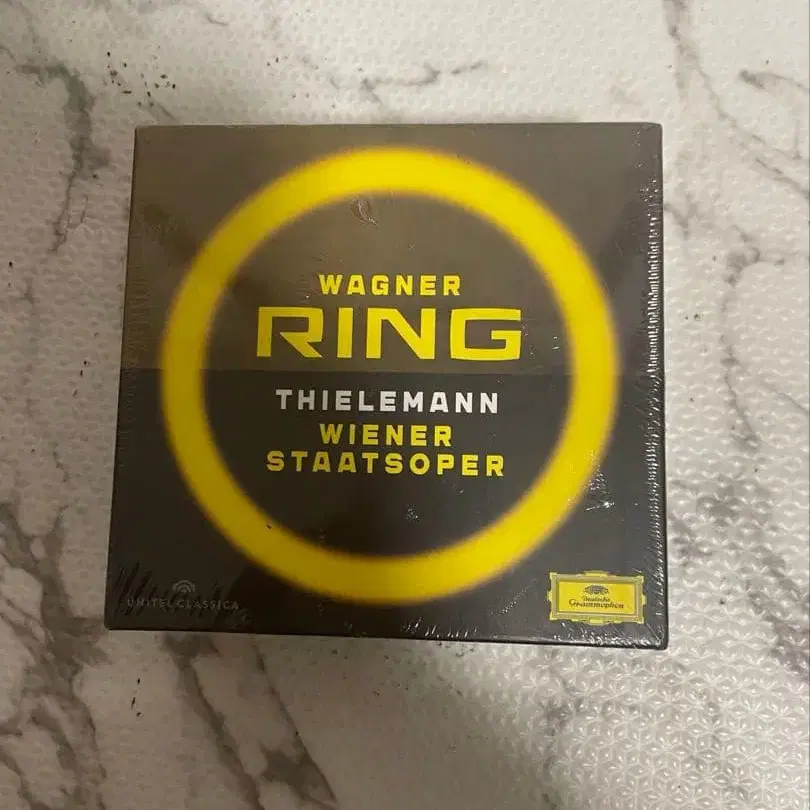 WAGNER
RING
THIELEMANN
WIENER
STAATSOPER
UNITEL CLASSICA
Deutsche
Grammophon